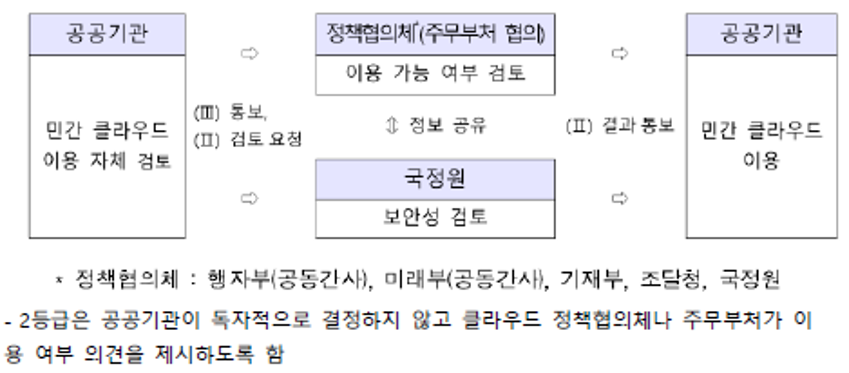 공공기관
민간 클라우드
이용 자체 검토
⇨
(Ⅲ) 통보,
(Ⅱ) 검토 요청
⇨
정책협의체*(주무부처 협의)
이용 가능 여부 검토
⇕ 정보 공유
국정원
보안성 검토
⇨
(Ⅱ) 결과 통보
⇨
공공기관
민간 클라우드
이용
* 정책협의체 : 행자부(공동간사), 미래부(공동간사), 기재부, 조달청, 국정원
- 2등급은 공공기관이 독자적으로 결정하지 않고 클라우드 정책협의체나 주무부처가 이
용 여부 의견을 제시하도록 함